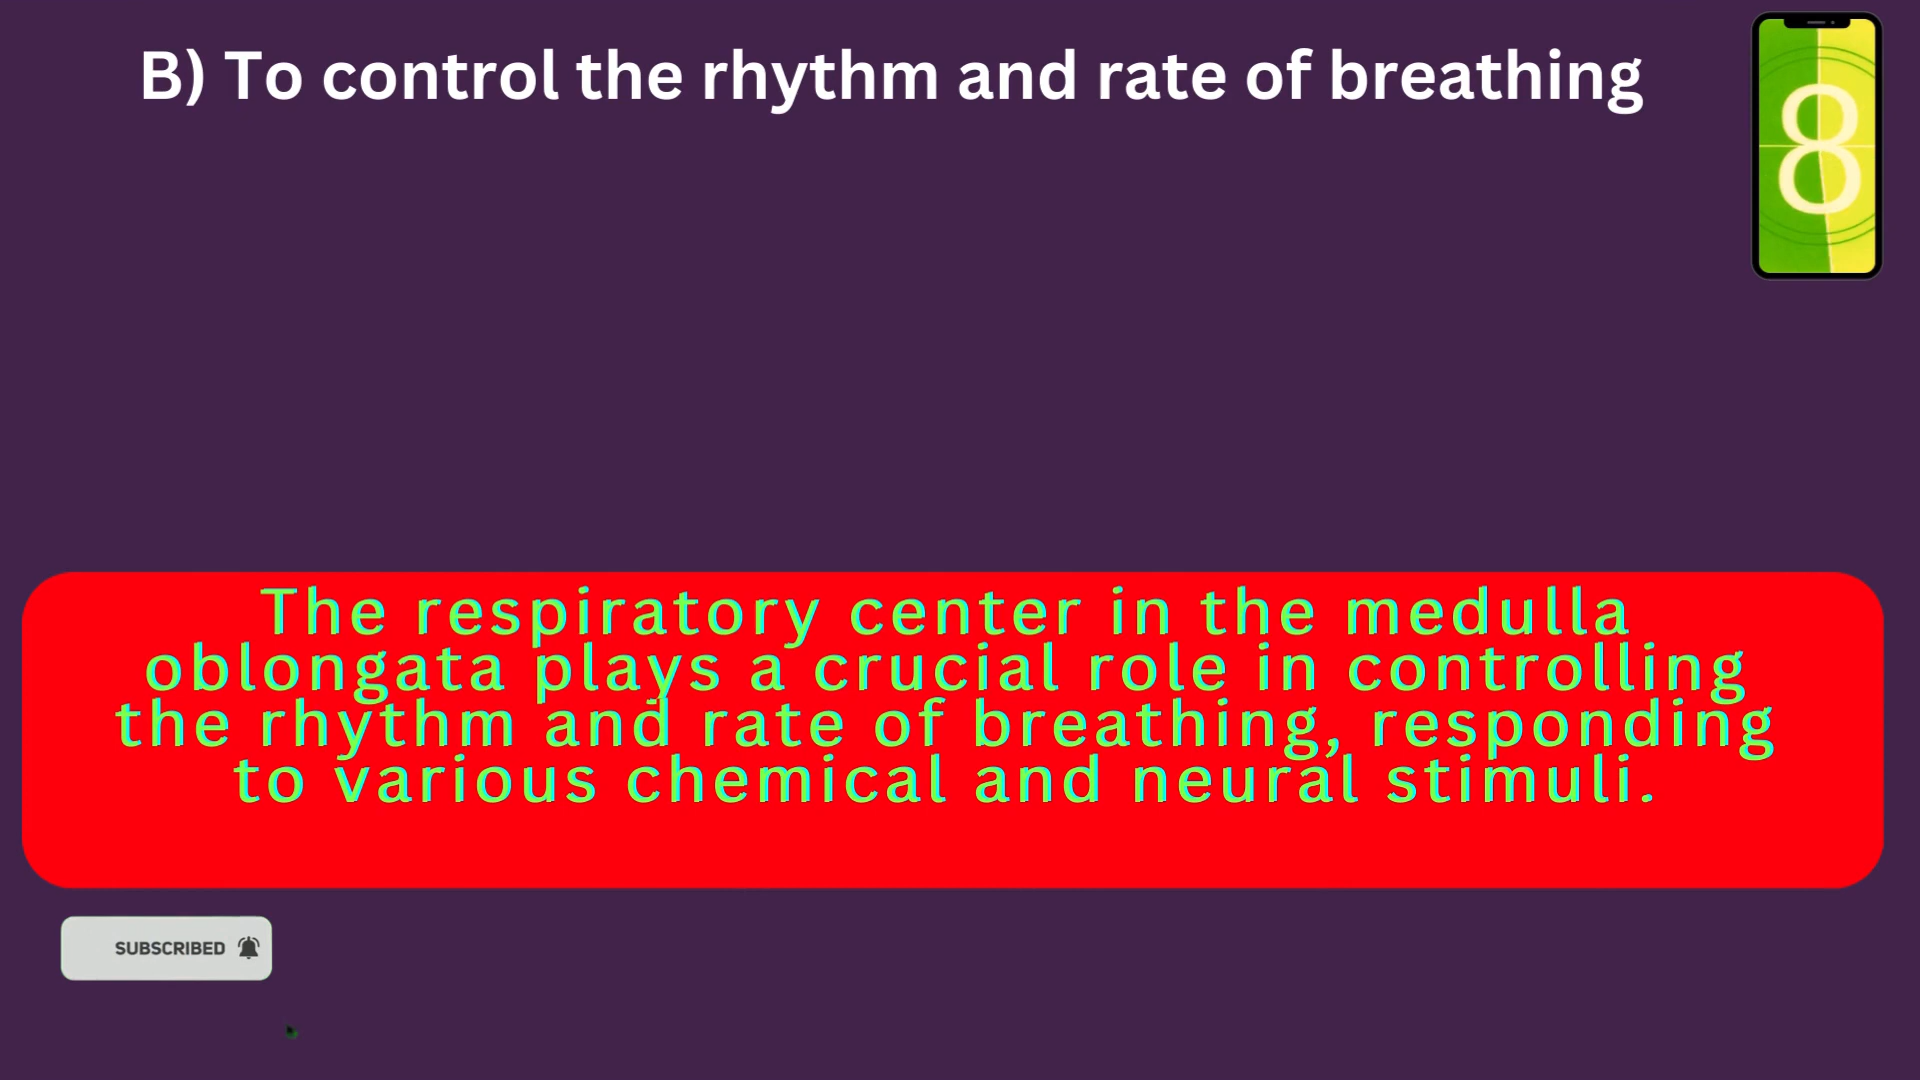 B) To control the rhythm and rate of breathing
8
The respiratory center in the medulla
oblongata plays a crucial role in controlling
the rhythm and rate of breathing, responding
to various chemical and neural stimuli.
SUBSCRIBED